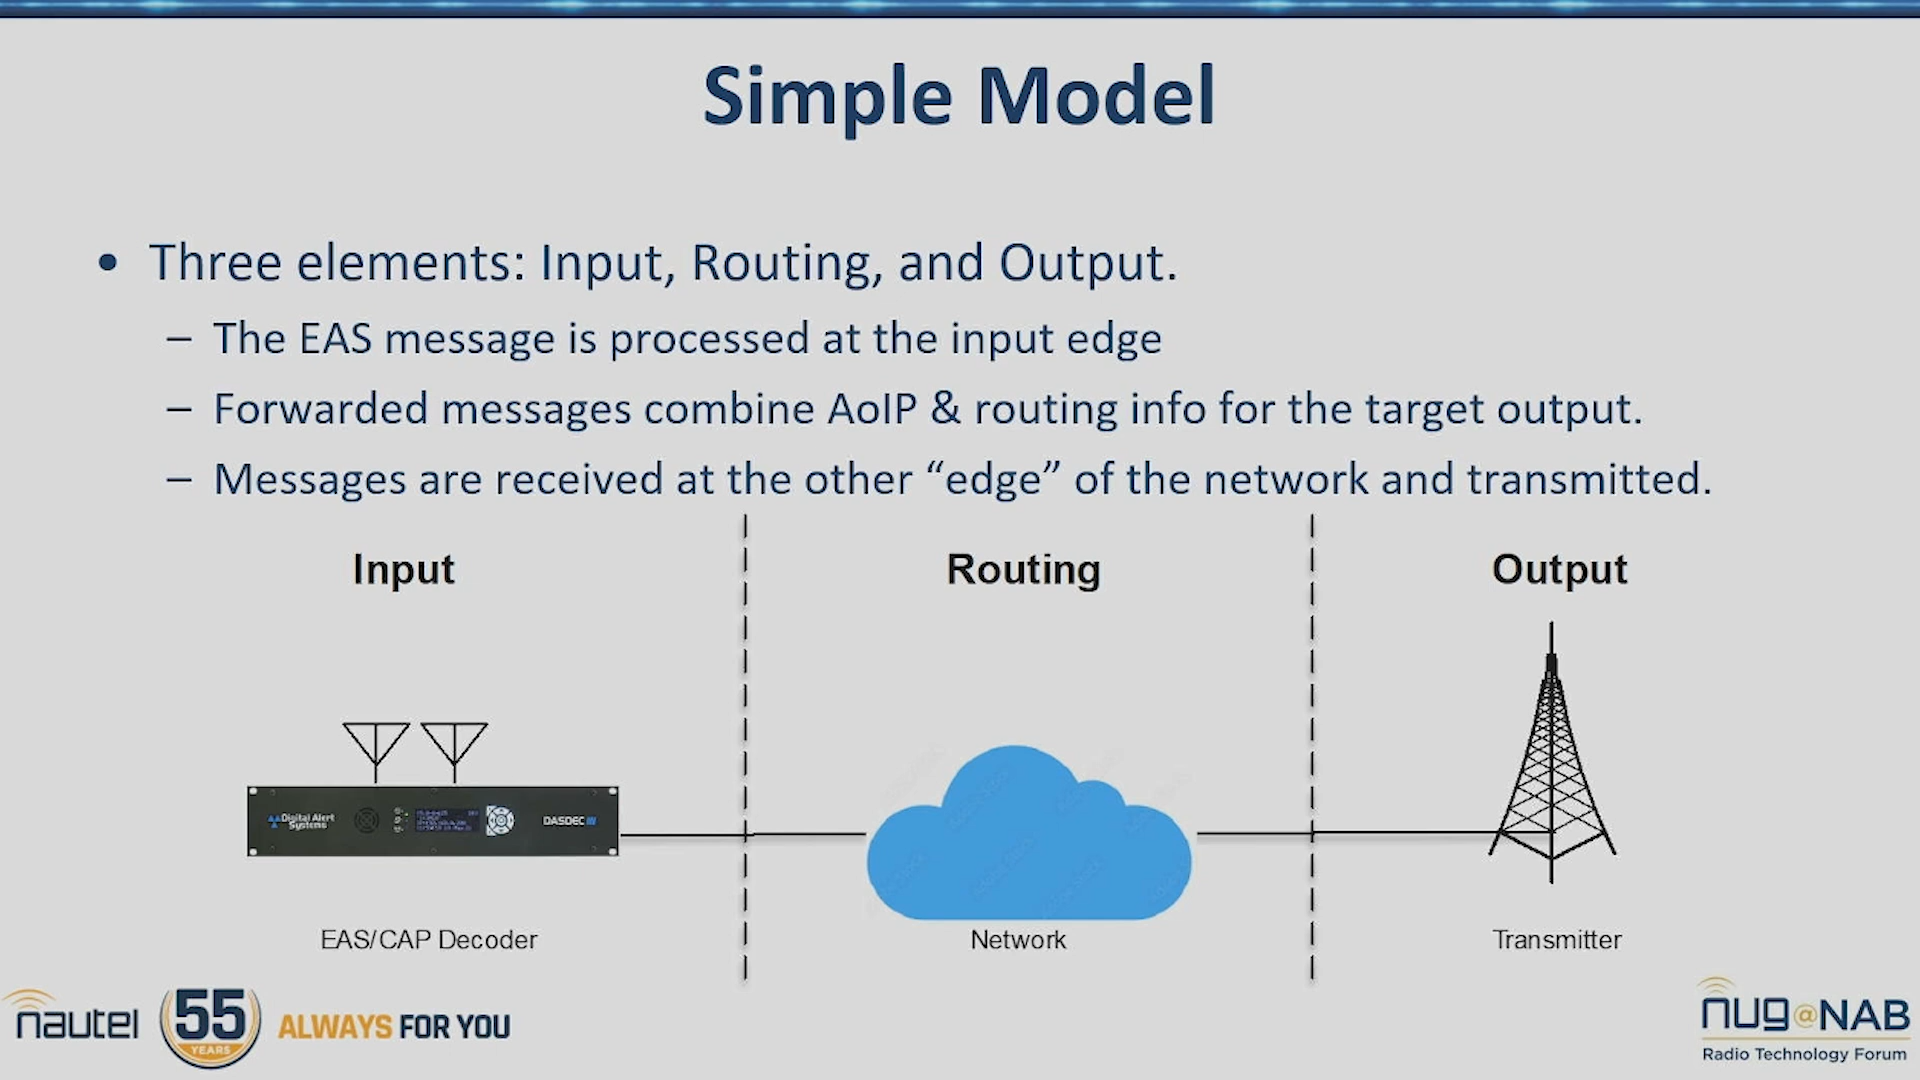 Simple Model
• Three elements: Input, Routing, and Output.
– The EAS message is processed at the input edge
– Forwarded messages combine AoIP & routing info for the target output.
– Messages are received at the other “edge” of the network and transmitted.
Input
Routing
Output
Digital Alert
Systems
DASDEC
EAS/CAP Decoder
Network
Transmitter
nautel
55
YEARS
ALWAYS FOR YOU
nug@NAB
Radio Technology Forum